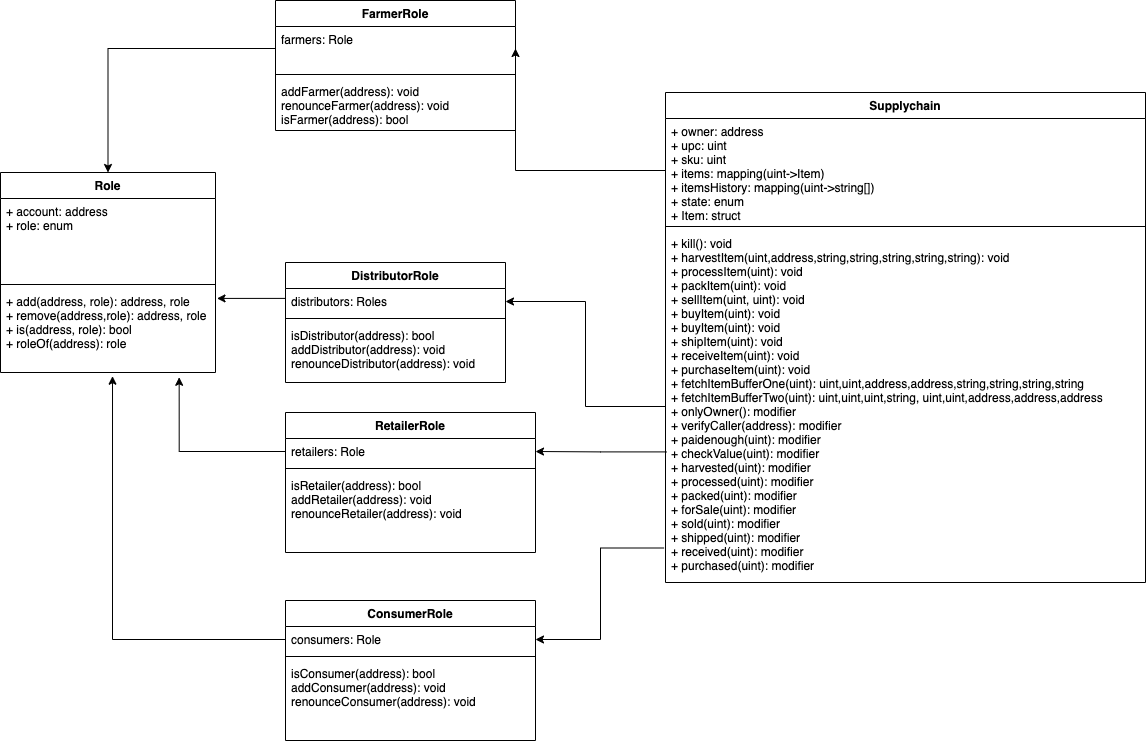 FarmerRole
farmers: Role
addFarmer(address): void
renounceFarmer(address): void
isFarmer(address): bool
Supplychain
+ owner: address
+ upc: uint
+ sku: uint
+ items: mapping(uint->Item)
+ itemsHistory: mapping(uint->string[])
+ state: enum
+ Item: struct
+ kill(): void
+ harvestItem(uint,address,string,string,string,string,string): void
+ processItem(uint): void
+ packItem(uint): void
+ sellItem(uint, uint): void
+ buyItem(uint): void
+ buyItem(uint): void
+ shipItem(uint): void
+ receiveItem(uint): void
+ purchaseItem(uint): void
+ fetchItemBufferOne(uint): uint,uint,address,address,string,string,string,string
+ fetchItemBufferTwo(uint): uint,uint,uint,string, uint,uint,address,address,address
+ onlyOwner(): modifier
+ verifyCaller(address): modifier
+ paidenough(uint): modifier
+ checkValue(uint): modifier
+ harvested(uint): modifier
+ processed(uint): modifier
+ packed(uint): modifier
+ forSale(uint): modifier
+ sold(uint): modifier
+ shipped(uint): modifier
+ received(uint): modifier
+ purchased(uint): modifier
Role
+ account: address
+ role: enum
+ add(address, role): address, role
+ remove(address,role): address, role
+ is(address, role): bool
+ roleOf(address): role
DistributorRole
distributors: Roles
isDistributor(address): bool
addDistributor(address): void
renounceDistributor(address): void
RetailerRole
retailers: Role
isRetailer(address): bool
addRetailer(address): void
renounceRetailer(address): void
ConsumerRole
consumers: Role
isConsumer(address): bool
addConsumer(address): void
renounceConsumer(address): void